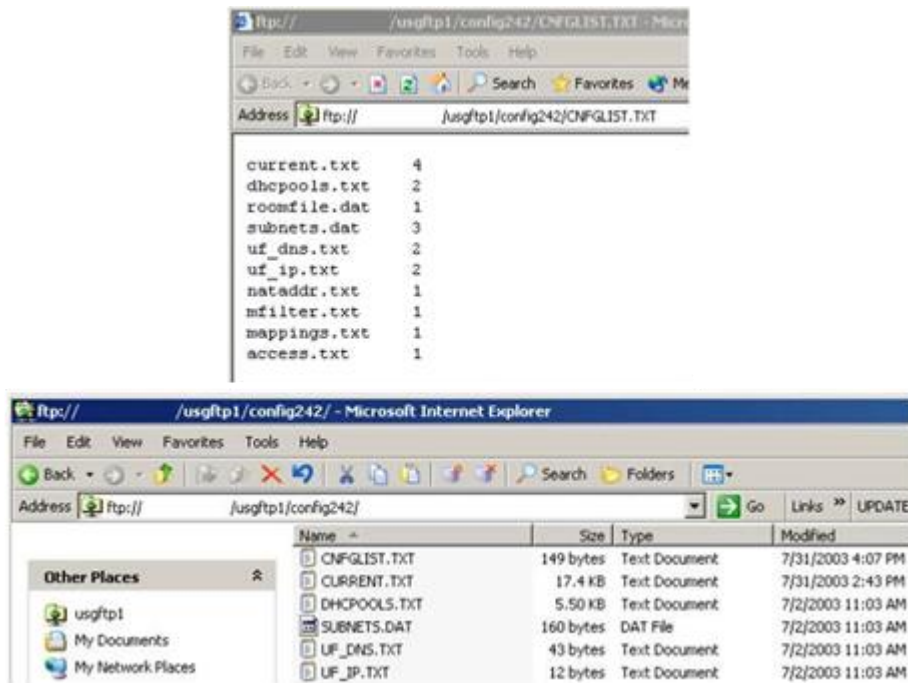 ftp:// /usgftp1/config242/CNFGLIST.TXT - Micro
File Edit View Favorites Tools Help
Back Search Favorites Me
Address ftp:// /usgftp1/config242/CNFGLIST.TXT
current.txt 4
dhcpools.txt 2
roomfile.dat 1
subnets.dat 3
uf_dns.txt 2
uf_ip.txt 2
nataddr.txt 1
mfilter.txt 1
mappings.txt 1
access.txt 1
ftp:// /usgftp1/config242/ - Microsoft Internet Explorer
File Edit View Favorites Tools Help
Back Search Folders
Address ftp:// /usgftp1/config242/ Go Links » UPDATE
Name Size Type Modified
CNFGLIST.TXT 149 bytes Text Document 7/31/2003 4:07 PM
CURRENT.TXT 17.4 KB Text Document 7/31/2003 2:43 PM
DHCPOOLS.TXT 5.50 KB Text Document 7/2/2003 11:03 AM
SUBNETS.DAT 160 bytes DAT File 7/2/2003 11:03 AM
UF_DNS.TXT 43 bytes Text Document 7/2/2003 11:03 AM
UF_IP.TXT 12 bytes Text Document 7/2/2003 11:03 AM
Other Places
usgftp1
My Documents
My Network Places